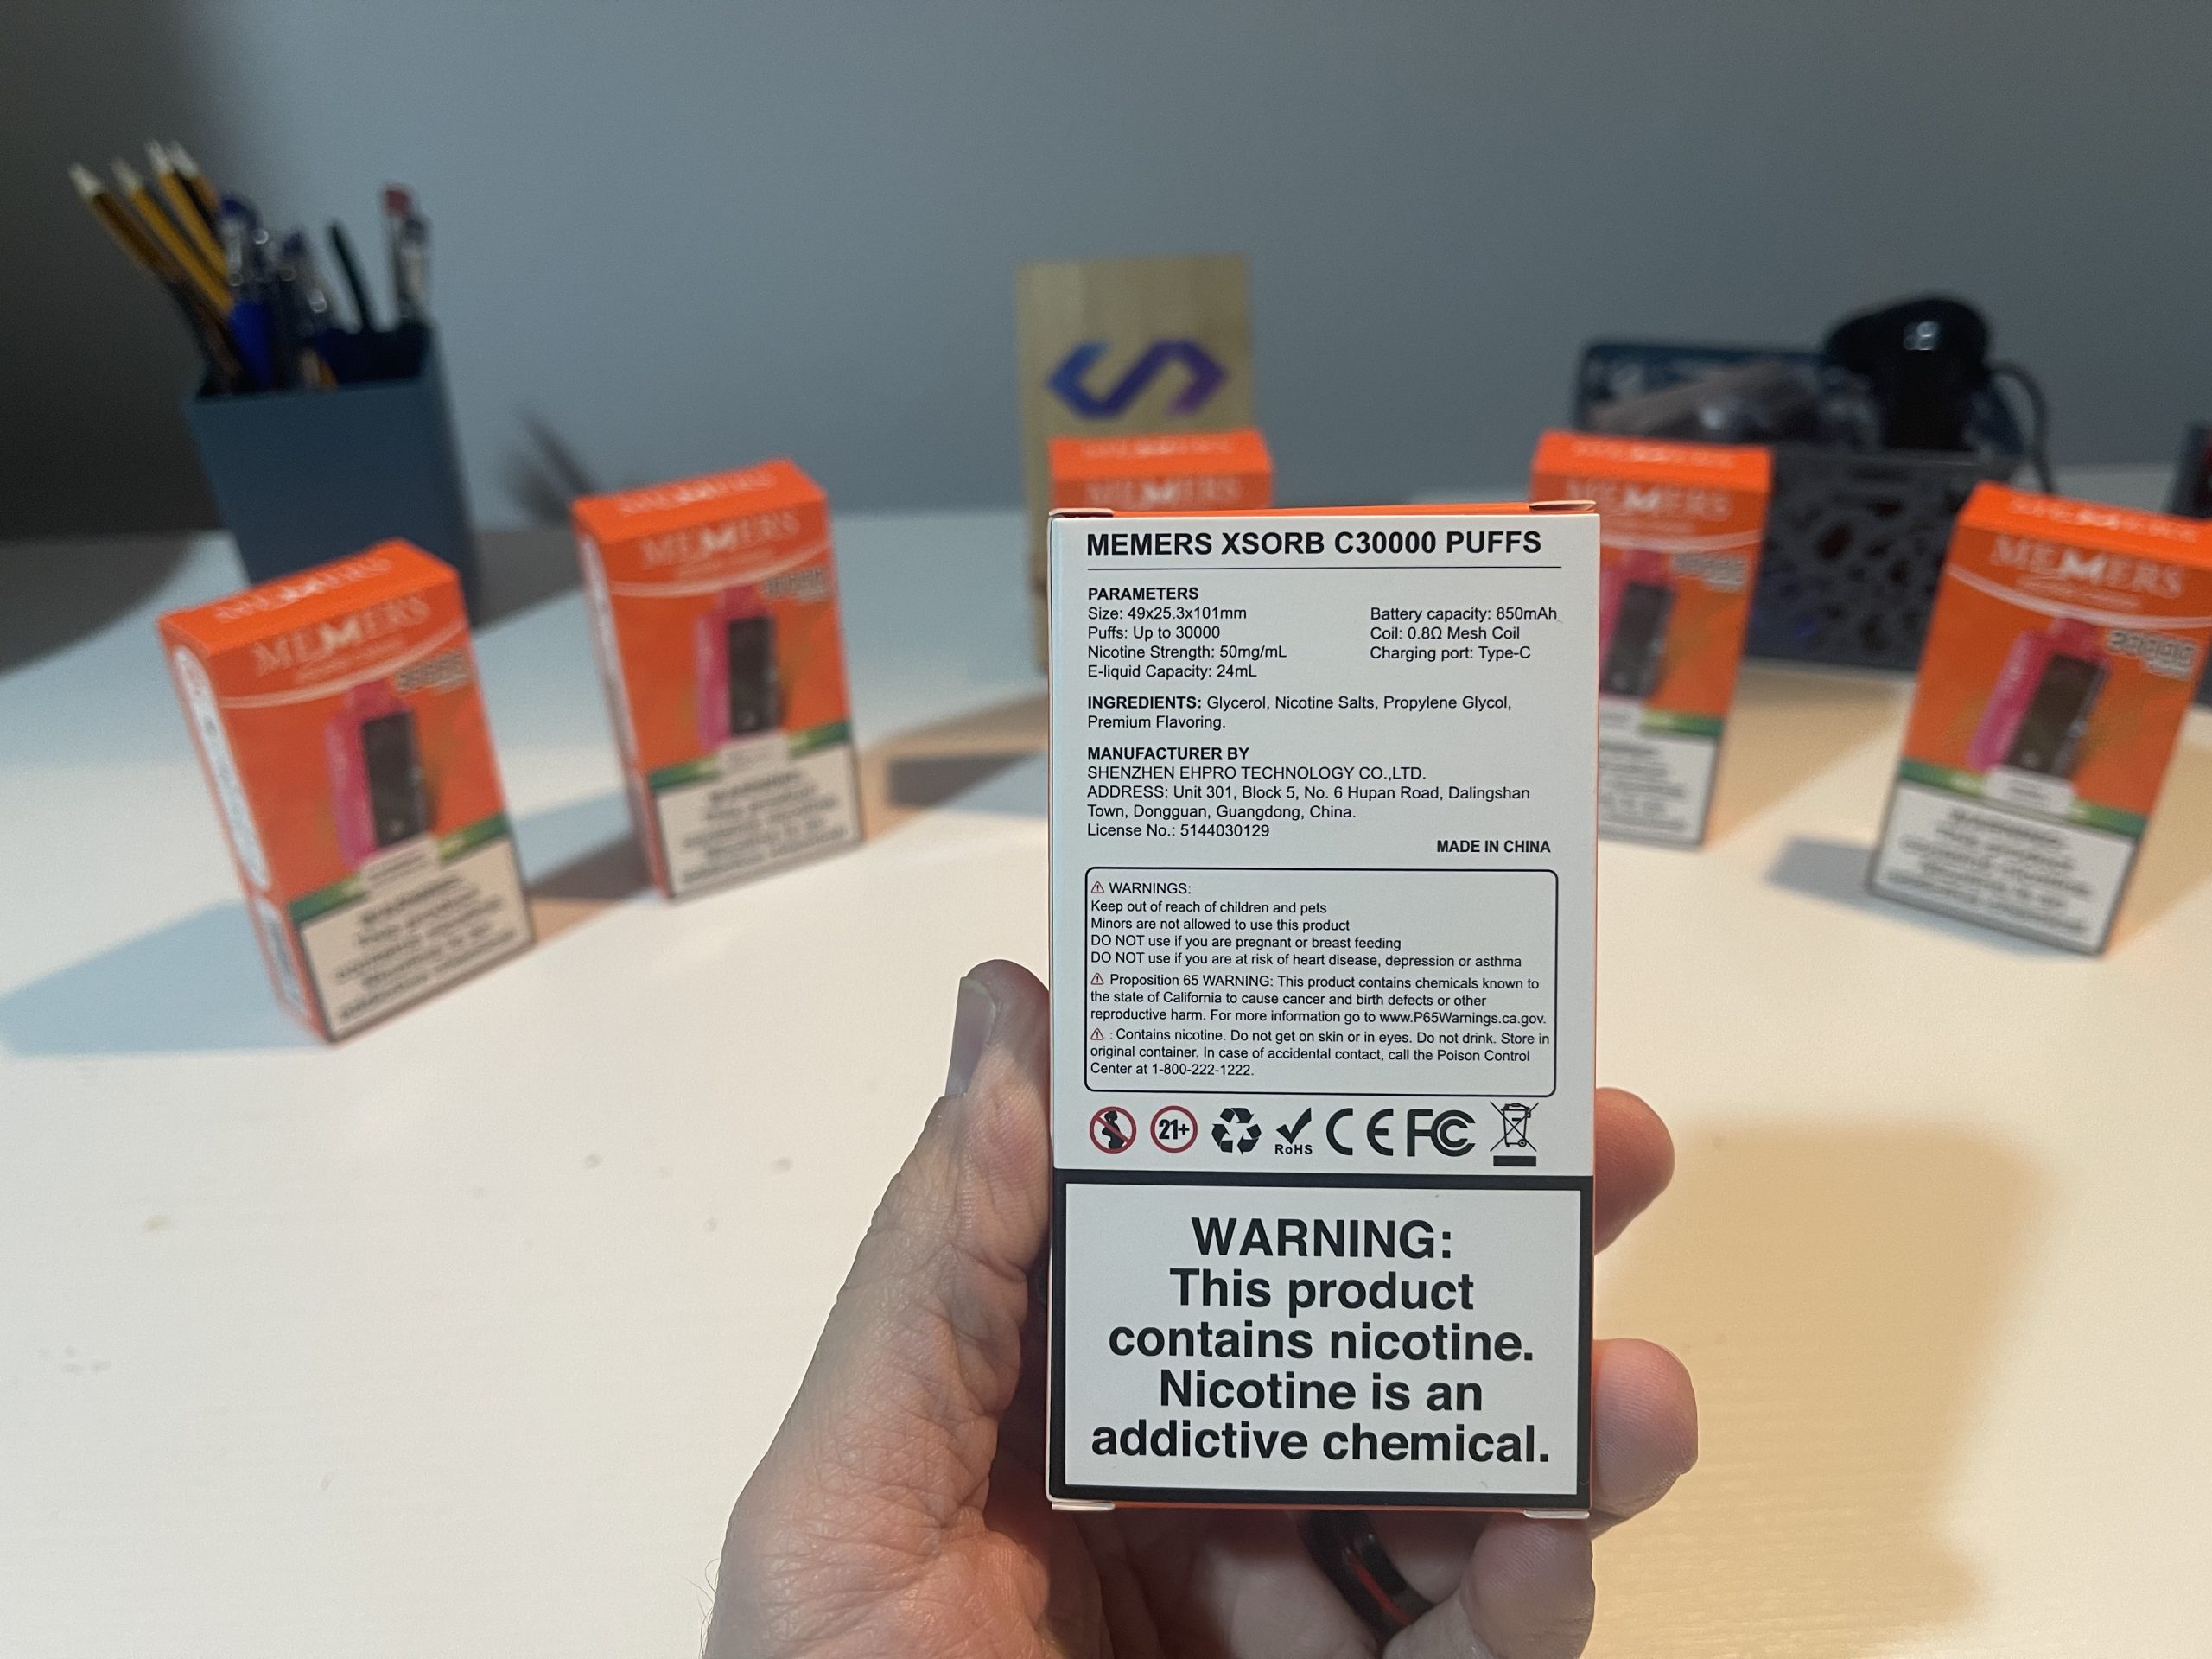 MEMERS
MEMERS
MEMERS
MEMERS
MEMERS
MEMERS
MEMERS
MEMERS
MEMERS
30000
MEMERS XSORB C30000 PUFFS
PARAMETERS
Size: 49x25.3x101mm
Puffs: Up to 30000
Nicotine Strength: 50mg/mL
E-liquid Capacity: 24mL
Battery capacity: 850mAh
Coil: 0.8Ω Mesh Coil
Charging port: Type-C
INGREDIENTS: Glycerol, Nicotine Salts, Propylene Glycol,
Premium Flavoring.
MANUFACTURER BY
SHENZHEN EHPRO TECHNOLOGY CO.,LTD.
ADDRESS: Unit 301, Block 5, No. 6 Hupan Road, Dalingshan
Town, Dongguan, Guangdong, China.
License No.: 5144030129
MADE IN CHINA
⚠ WARNINGS:
Keep out of reach of children and pets
Minors are not allowed to use this product
DO NOT use if you are pregnant or breast feeding
DO NOT use if you are at risk of heart disease, depression or asthma
⚠ Proposition 65 WARNING: This product contains chemicals known to
the state of California to cause cancer and birth defects or other
reproductive harm. For more information go to www.P65Warnings.ca.gov.
⚠ : Contains nicotine. Do not get on skin or in eyes. Do not drink. Store in
original container. In case of accidental contact, call the Poison Control
Center at 1-800-222-1222.
21+
RoHS
CE
FC
WARNING:
This product
contains nicotine.
Nicotine is an
addictive chemical.